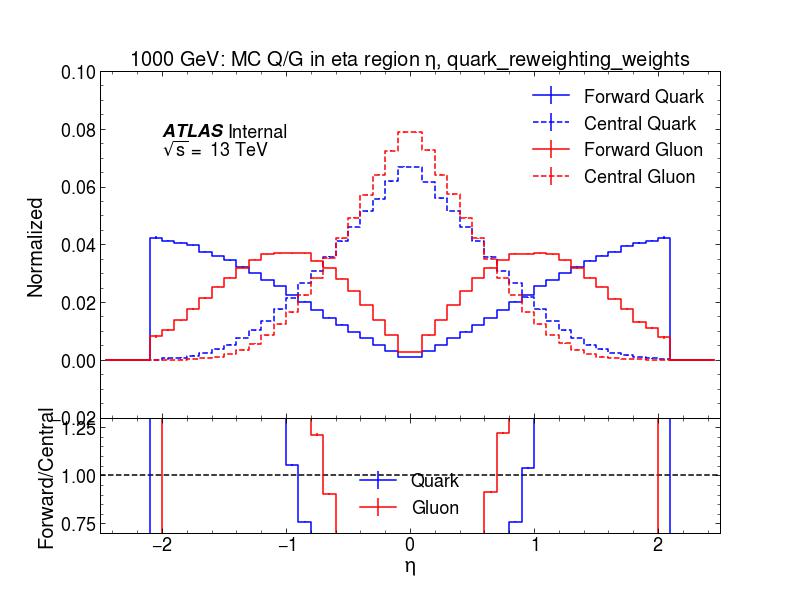 1000 GeV: MC Q/G in eta region η, quark_reweighting_weights
0.10
0.08
0.06
0.04
0.02
0.00
−0.02
Normalized
ATLAS Internal
√s = 13 TeV
Forward Quark
Central Quark
Forward Gluon
Central Gluon
1.25
1.00
0.75
Forward/Central
Quark
Gluon
−2
−1
0
1
2
η